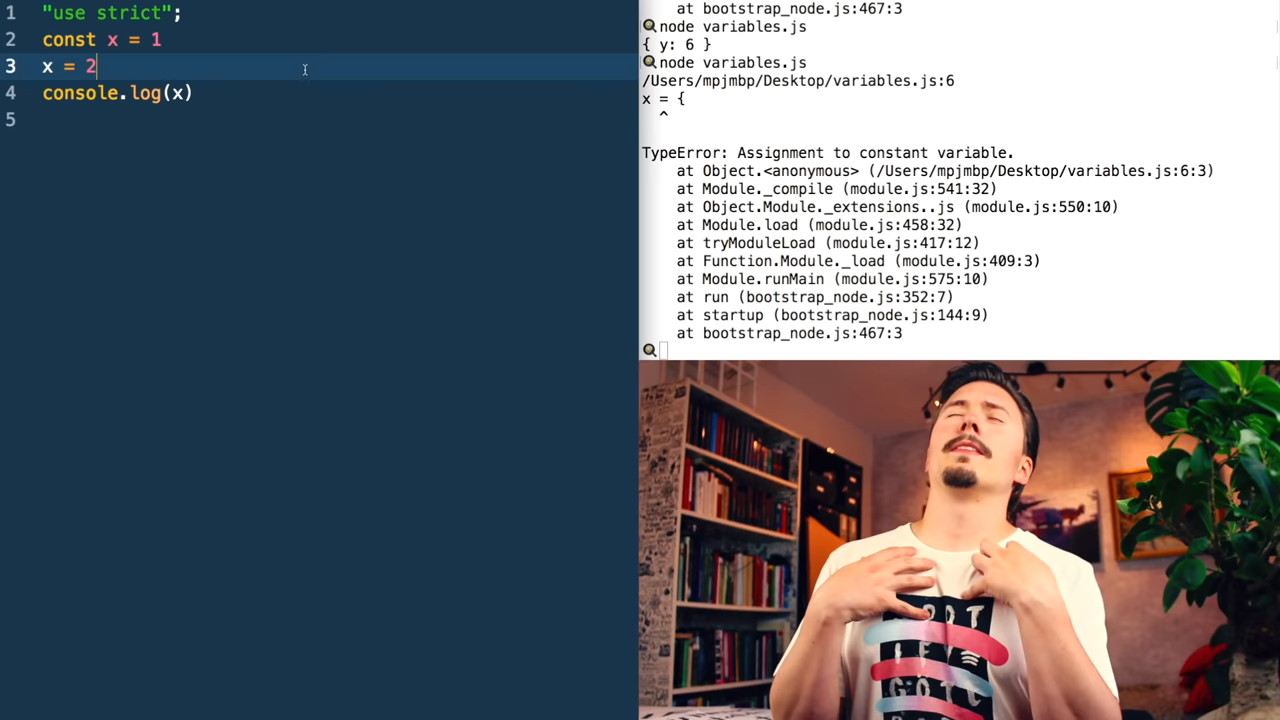 1 "use strict";
2 const x = 1
3 x = 2
4 console.log(x)
5
at bootstrap_node.js:467:3
node variables.js
{ y: 6 }
node variables.js
/Users/mpjmbp/Desktop/variables.js:6
x = {
^
TypeError: Assignment to constant variable.
at Object.<anonymous> (/Users/mpjmbp/Desktop/variables.js:6:3)
at Module._compile (module.js:541:32)
at Object.Module._extensions..js (module.js:550:10)
at Module.load (module.js:458:32)
at tryModuleLoad (module.js:417:12)
at Function.Module._load (module.js:409:3)
at Module.runMain (module.js:575:10)
at run (bootstrap_node.js:352:7)
at startup (bootstrap_node.js:144:9)
at bootstrap_node.js:467:3